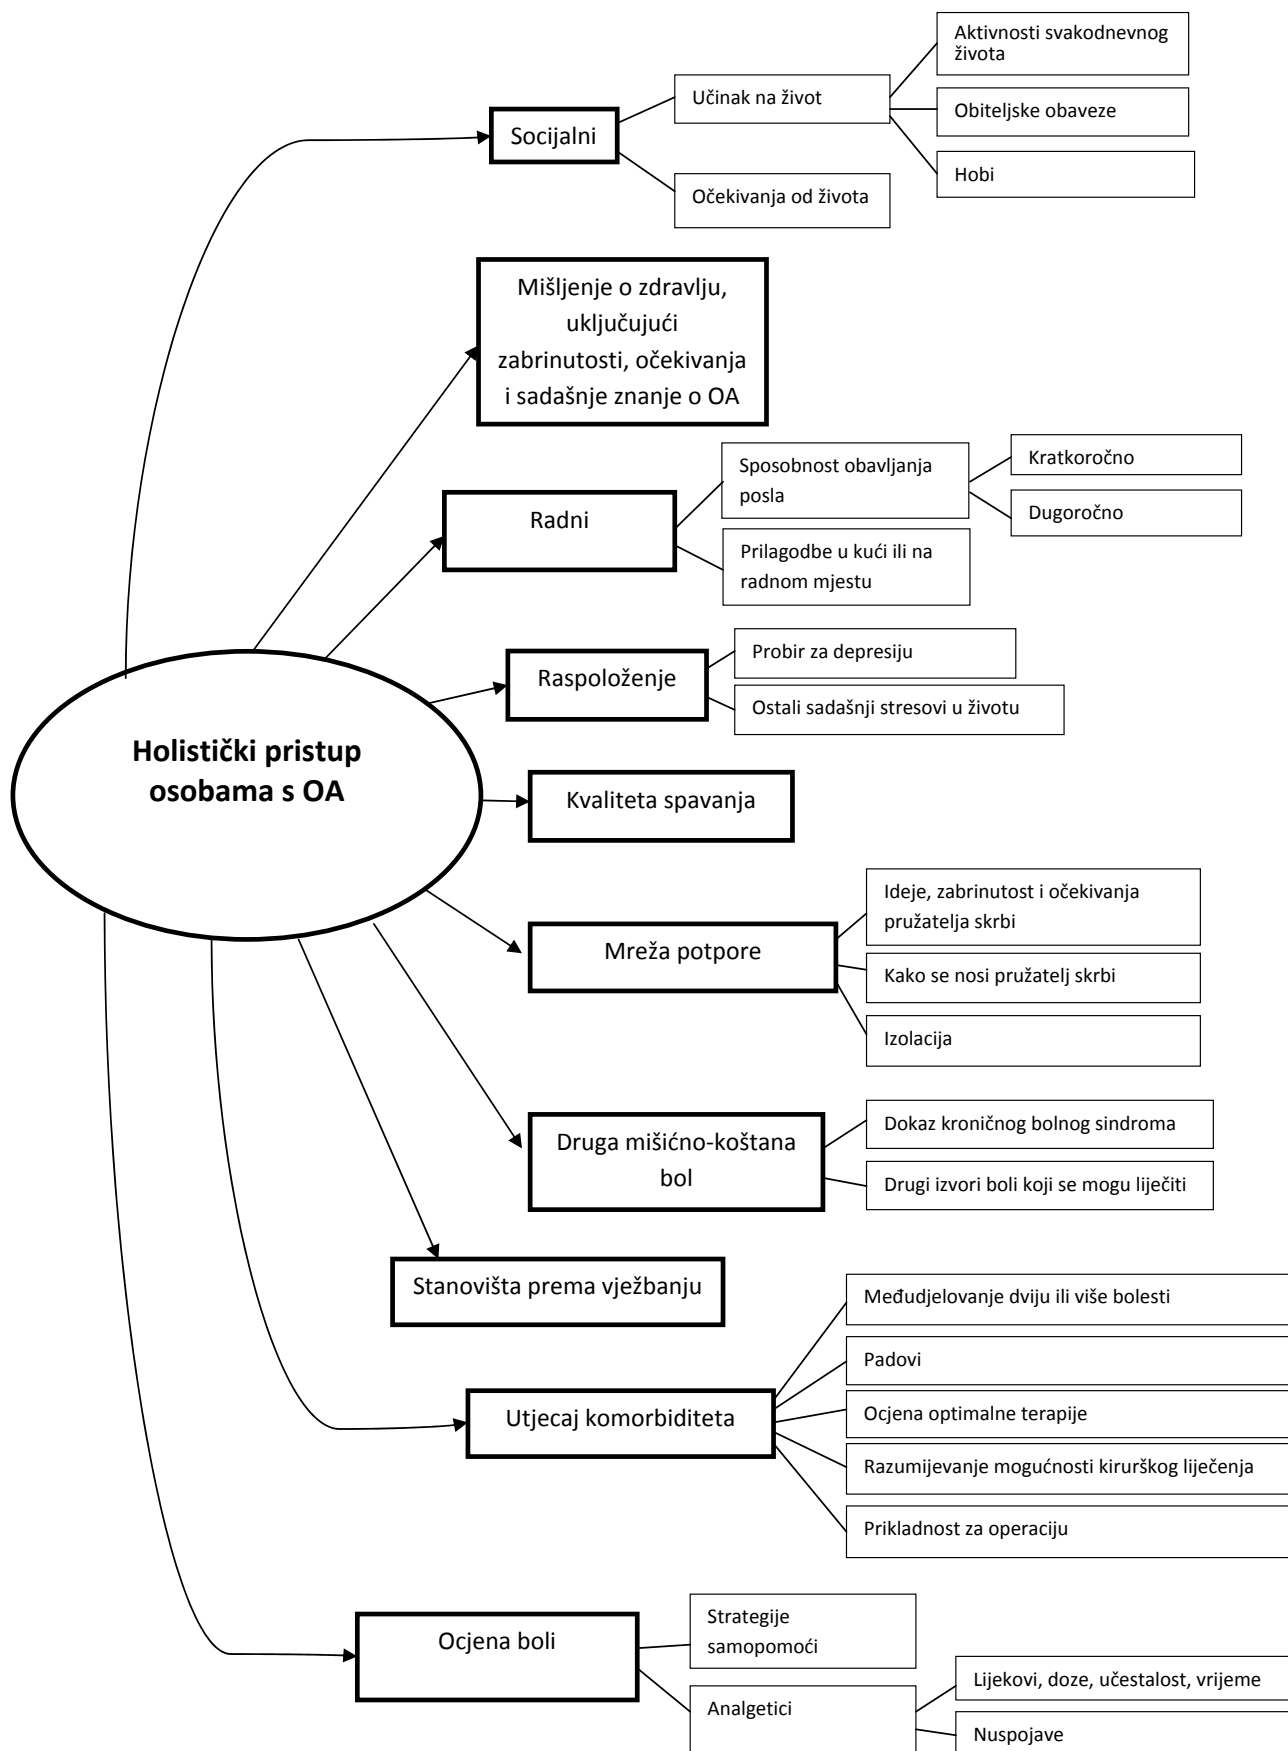 Aktivnosti svakodnevnog
života
Učinak na život
Obiteljske obaveze
Socijalni
Hobi
Očekivanja od života
Mišljenje o zdravlju,
uključujući
zabrinutosti, očekivanja
i sadašnje znanje o OA
Sposobnost obavljanja
posla
Kratkoročno
Dugoročno
Radni
Prilagodbe u kući ili na
radnom mjestu
Probir za depresiju
Raspoloženje
Ostali sadašnji stresovi u životu
Holistički pristup
osobama s OA
Kvaliteta spavanja
Ideje, zabrinutost i očekivanja
pružatelja skrbi
Mreža potpore
Kako se nosi pružatelj skrbi
Izolacija
Dokaz kroničnog bolnog sindroma
Druga mišićno-koštana
bol
Drugi izvori boli koji se mogu liječiti
Stanovišta prema vježbanju
Međudjelovanje dviju ili više bolesti
Padovi
Utjecaj komorbiditeta
Ocjena optimalne terapije
Razumijevanje mogućnosti kirurškog liječenja
Prikladnost za operaciju
Strategije
samopomoći
Ocjena boli
Lijekovi, doze, učestalost, vrijeme
Analgetici
Nuspojave